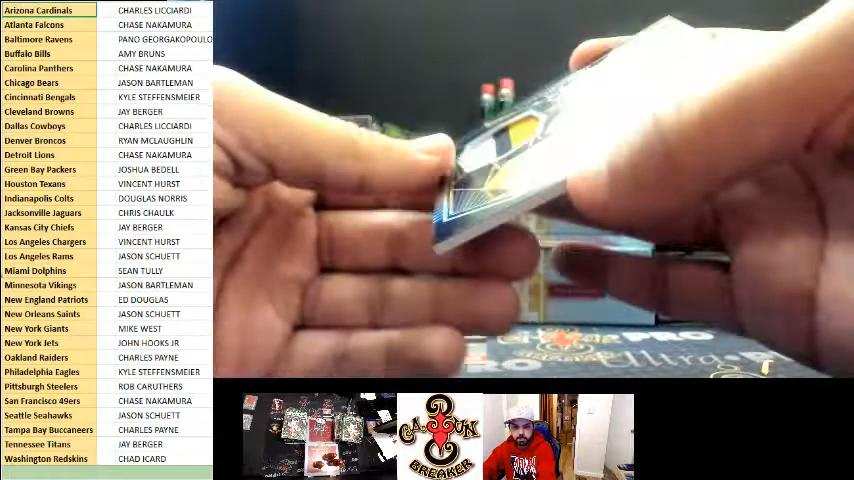 Arizona Cardinals CHARLES LICCIARDI
Atlanta Falcons CHASE NAKAMURA
Baltimore Ravens PANO GEORGAKOPOULO
Buffalo Bills AMY BRUNS
Carolina Panthers CHASE NAKAMURA
Chicago Bears JASON BARTLEMAN
Cincinnati Bengals KYLE STEFFENSMEIER
Cleveland Browns JAY BERGER
Dallas Cowboys CHARLES LICCIARDI
Denver Broncos RYAN MCLAUGHLIN
Detroit Lions CHASE NAKAMURA
Green Bay Packers JOSHUA BEDELL
Houston Texans VINCENT HURST
Indianapolis Colts DOUGLAS NORRIS
Jacksonville Jaguars CHRIS CHAULK
Kansas City Chiefs JAY BERGER
Los Angeles Chargers VINCENT HURST
Los Angeles Rams JASON SCHUETT
Miami Dolphins SEAN TULLY
Minnesota Vikings JASON BARTLEMAN
New England Patriots ED DOUGLAS
New Orleans Saints JASON SCHUETT
New York Giants MIKE WEST
New York Jets JOHN HOOKS JR
Oakland Raiders CHARLES PAYNE
Philadelphia Eagles KYLE STEFFENSMEIER
Pittsburgh Steelers ROB CARUTHERS
San Francisco 49ers CHASE NAKAMURA
Seattle Seahawks JASON SCHUETT
Tampa Bay Buccaneers CHARLES PAYNE
Tennessee Titans JAY BERGER
Washington Redskins CHAD ICARD
PRO
PRO Ultra
BREAKER